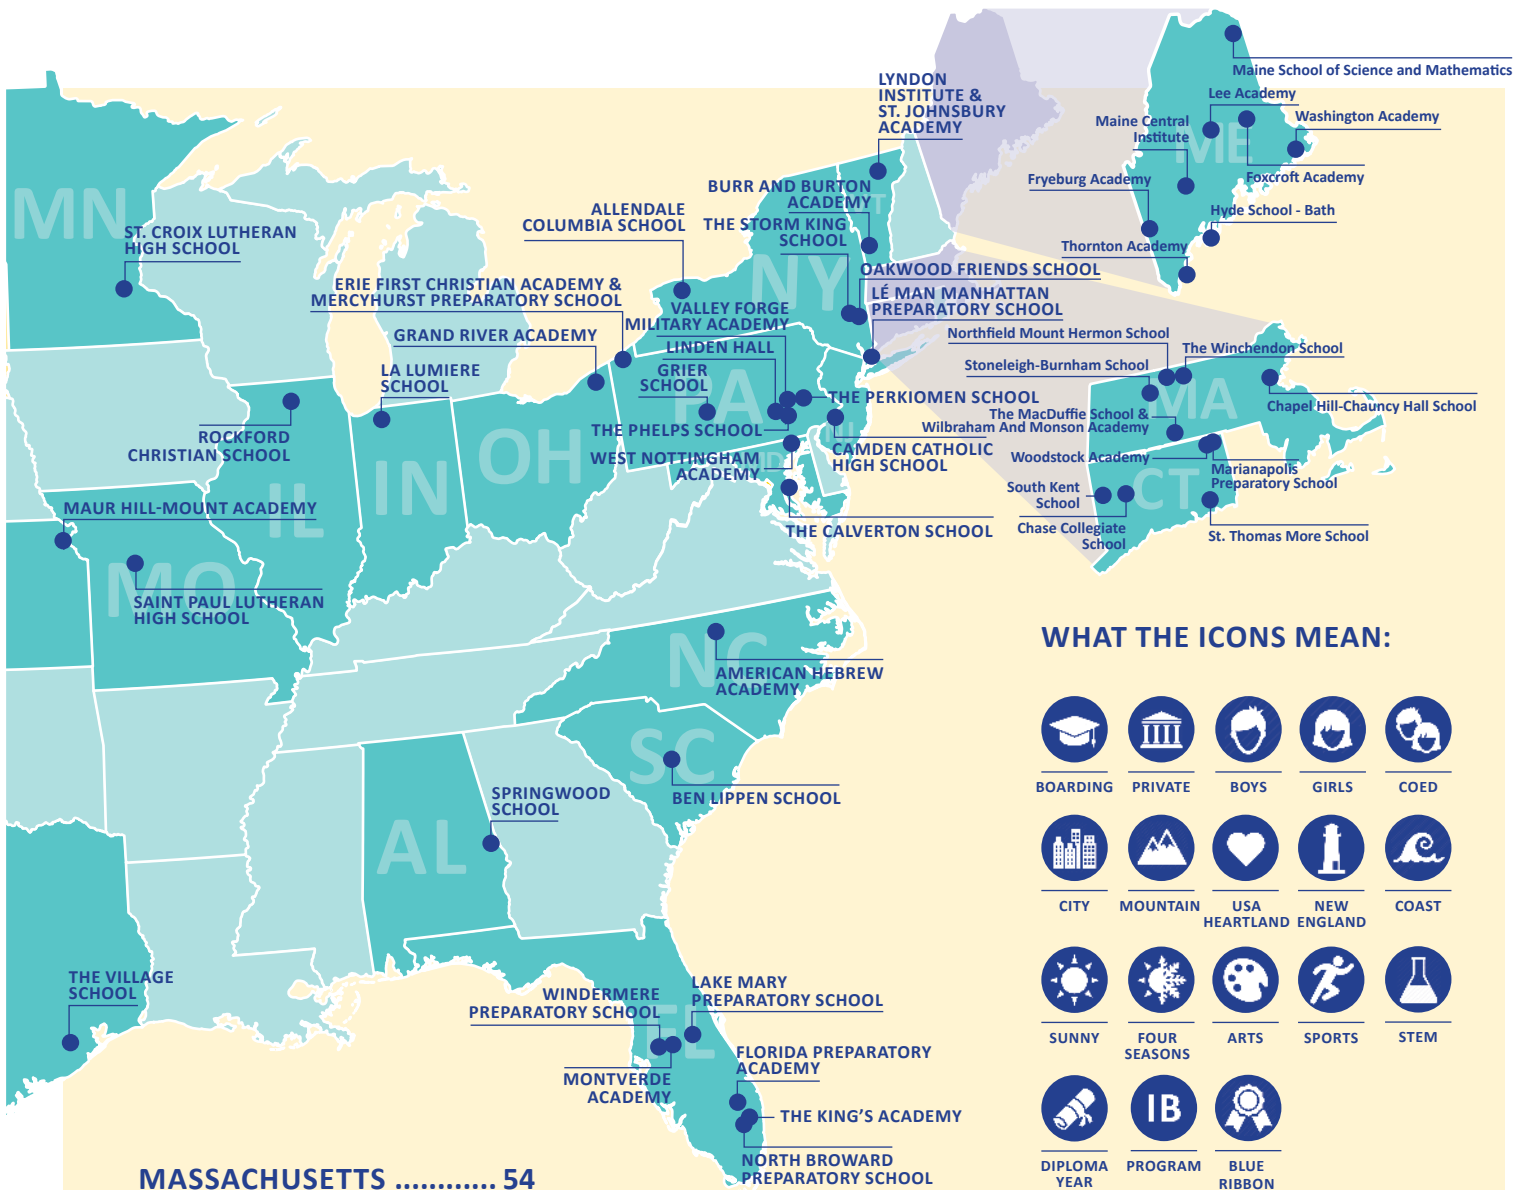 LYNDON
INSTITUTE &
ST. JOHNSBURY
ACADEMY
BURR AND BURTON
ACADEMY
ALLENDALE
COLUMBIA SCHOOL
THE STORM KING
SCHOOL
MN
ST. CROIX LUTHERAN
HIGH SCHOOL
NY
OAKWOOD FRIENDS SCHOOL
ERIE FIRST CHRISTIAN ACADEMY &
MERCYHURST PREPARATORY SCHOOL
LÉ MAN MANHATTAN
PREPARATORY SCHOOL
VALLEY FORGE
MILITARY ACADEMY
GRAND RIVER ACADEMY
LINDEN HALL
LA LUMIERE
SCHOOL
GRIER
SCHOOL
PA
THE PERKIOMEN SCHOOL
THE PHELPS SCHOOL
ROCKFORD
CHRISTIAN SCHOOL
OH
WEST NOTTINGHAM
ACADEMY
CAMDEN CATHOLIC
HIGH SCHOOL
IN
IL
MAUR HILL-MOUNT ACADEMY
THE CALVERTON SCHOOL
MO
SAINT PAUL LUTHERAN
HIGH SCHOOL
NC
AMERICAN HEBREW
ACADEMY
SC
BEN LIPPEN SCHOOL
SPRINGWOOD
SCHOOL
AL
THE VILLAGE
SCHOOL
WINDERMERE
PREPARATORY SCHOOL
LAKE MARY
PREPARATORY SCHOOL
FL
MONTVERDE
ACADEMY
FLORIDA PREPARATORY
ACADEMY
THE KING'S ACADEMY
NORTH BROWARD
PREPARATORY SCHOOL
MASSACHUSETTS ............ 54
Maine School of Science and Mathematics
Lee Academy
Washington Academy
Maine Central
Institute
ME
Foxcroft Academy
Fryeburg Academy
Hyde School - Bath
Thornton Academy
Northfield Mount Hermon School
The Winchendon School
Stoneleigh-Burnham School
MA
Chapel Hill-Chauncy Hall School
The MacDuffie School &
Wilbraham And Monson Academy
Woodstock Academy
Marianapolis
Preparatory School
South Kent
School
CT
Chase Collegiate
School
St. Thomas More School
WHAT THE ICONS MEAN:
BOARDING
PRIVATE
BOYS
GIRLS
COED
CITY
MOUNTAIN
USA
HEARTLAND
NEW
ENGLAND
COAST
SUNNY
FOUR
SEASONS
ARTS
SPORTS
STEM
IB
DIPLOMA
YEAR
PROGRAM
BLUE
RIBBON